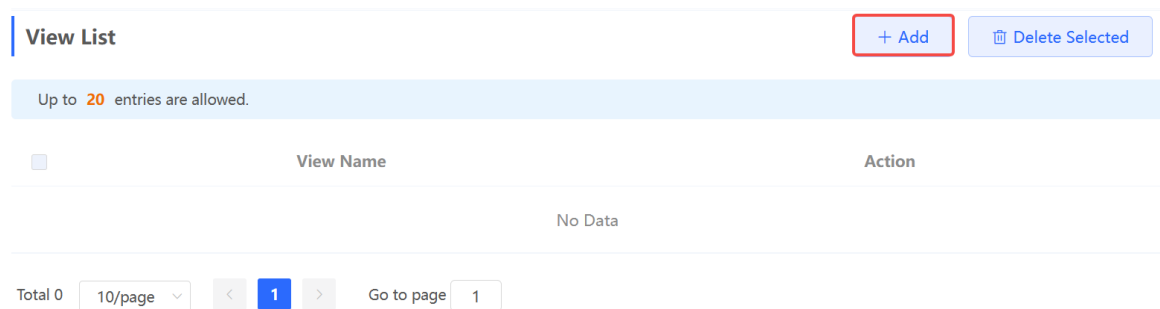 View List
+ Add
Delete Selected
Up to 20 entries are allowed.
View Name
Action
No Data
Total 0
10/page
<
1
>
Go to page
1